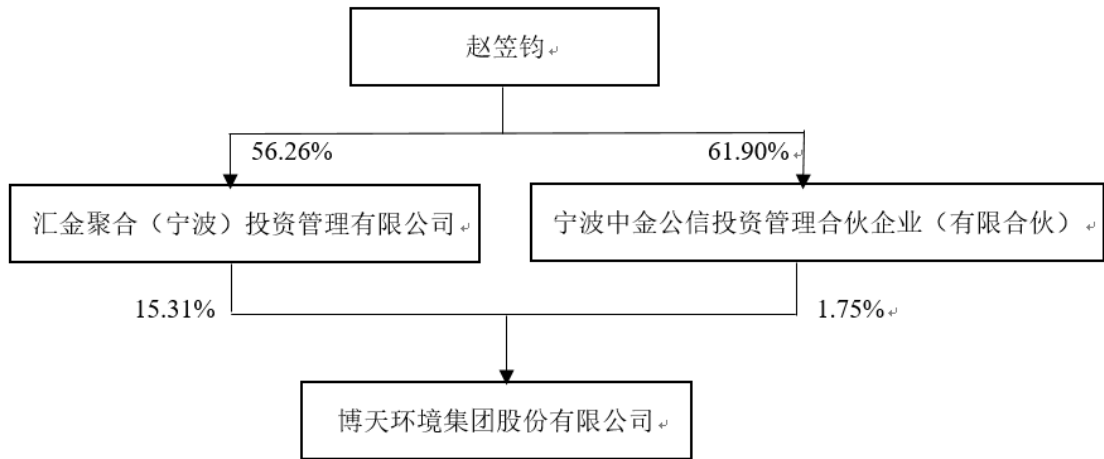 赵笠钧
56.26%
61.90%
汇金聚合（宁波）投资管理有限公司
宁波中金公信投资管理合伙企业（有限合伙）
15.31%
1.75%
博天环境集团股份有限公司